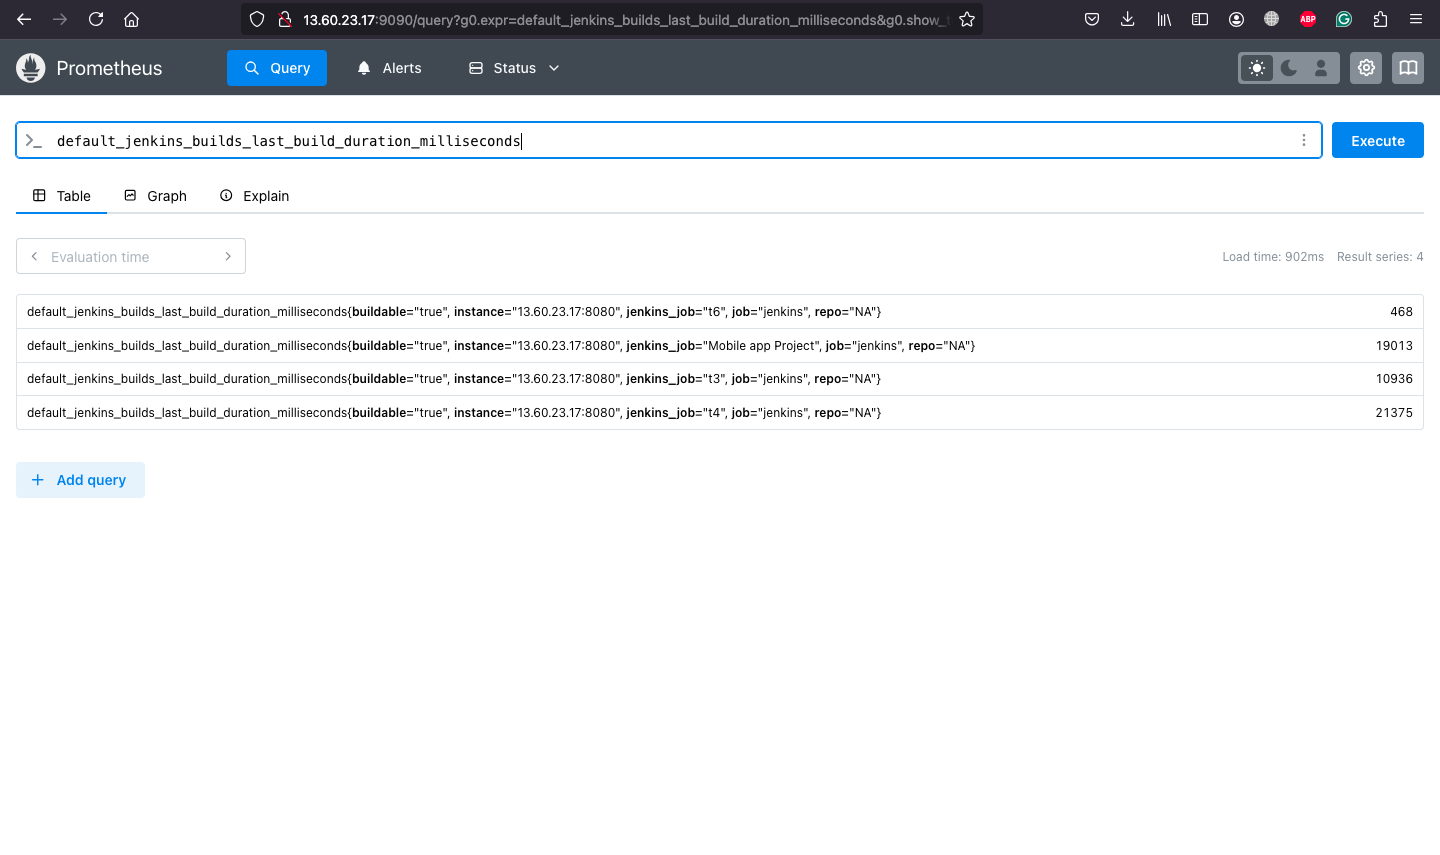 13.60.23.17:9090/query?g0.expr=default_jenkins_builds_last_build_duration_milliseconds&g0.show_
ABP
Prometheus Query Alerts Status
default_jenkins_builds_last_build_duration_milliseconds Execute
Table Graph Explain
Evaluation time Load time: 902ms Result series: 4
default_jenkins_builds_last_build_duration_milliseconds{buildable="true", instance="13.60.23.17:8080", jenkins_job="t6", job="jenkins", repo="NA"} 468
default_jenkins_builds_last_build_duration_milliseconds{buildable="true", instance="13.60.23.17:8080", jenkins_job="Mobile app Project", job="jenkins", repo="NA"} 19013
default_jenkins_builds_last_build_duration_milliseconds{buildable="true", instance="13.60.23.17:8080", jenkins_job="t3", job="jenkins", repo="NA"} 10936
default_jenkins_builds_last_build_duration_milliseconds{buildable="true", instance="13.60.23.17:8080", jenkins_job="t4", job="jenkins", repo="NA"} 21375
Add query